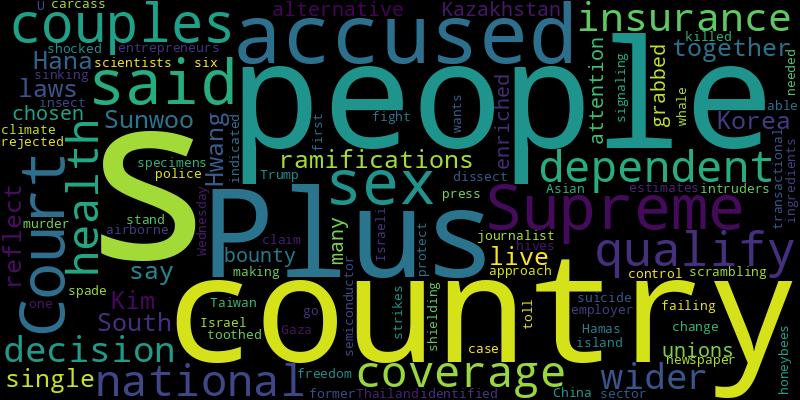 U carcass alternative Kazakhstan insurance
couples accused
shocked entrepreneurs killed
Hana scientists six together
laws said people attention signaling grabbed whale needed
sinking enriched
insect chosen Sunwoo Hwang indicated first fight wants Korea able
climate
rejected health S specimens ramifications dependent
police Trump dissect
court sex Asian estimates intruders transactional ingredients
reflect press
murder stand Plus Supreme
airborne Wednesday many Israeli protect journalist
claim hives
say bounty live qualify
making approach control scrambling
spade country
one Kim Taiwan go semiconductor strikes shielding toll suicide failing
employer
South Israel Gaza Hamas change
toothed island
decision case unions
newspaper honeybees
single national freedom coverage wider
former Thailand identified China sector